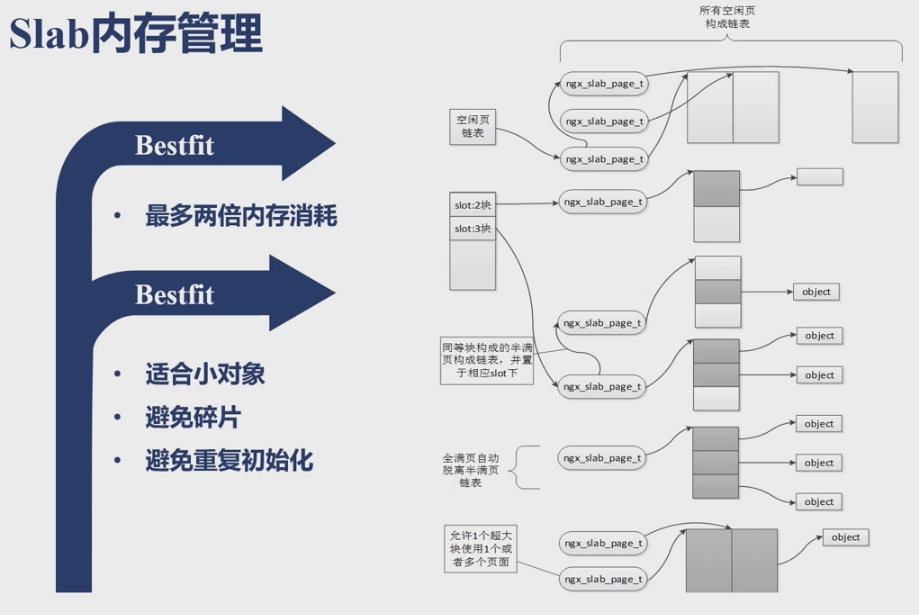 Slab内存管理
Bestfit
最多两倍内存消耗
Bestfit
适合小对象
避免碎片
避免重复初始化
所有空闲页
构成链表
ngx_slab_page_t
ngx_slab_page_t
空闲页
链表
ngx_slab_page_t
slot:2块
ngx_slab_page_t
slot:3块
object
ngx_slab_page_t
object
同等块构成的半满
页构成链表，并置
于相应slot下
object
ngx_slab_page_t
object
全满页自动
脱离半满页
链表
ngx_slab_page_t
object
object
允许1个超大
块使用1个或
者多个页面
ngx_slab_page_t
object
ngx_slab_page_t